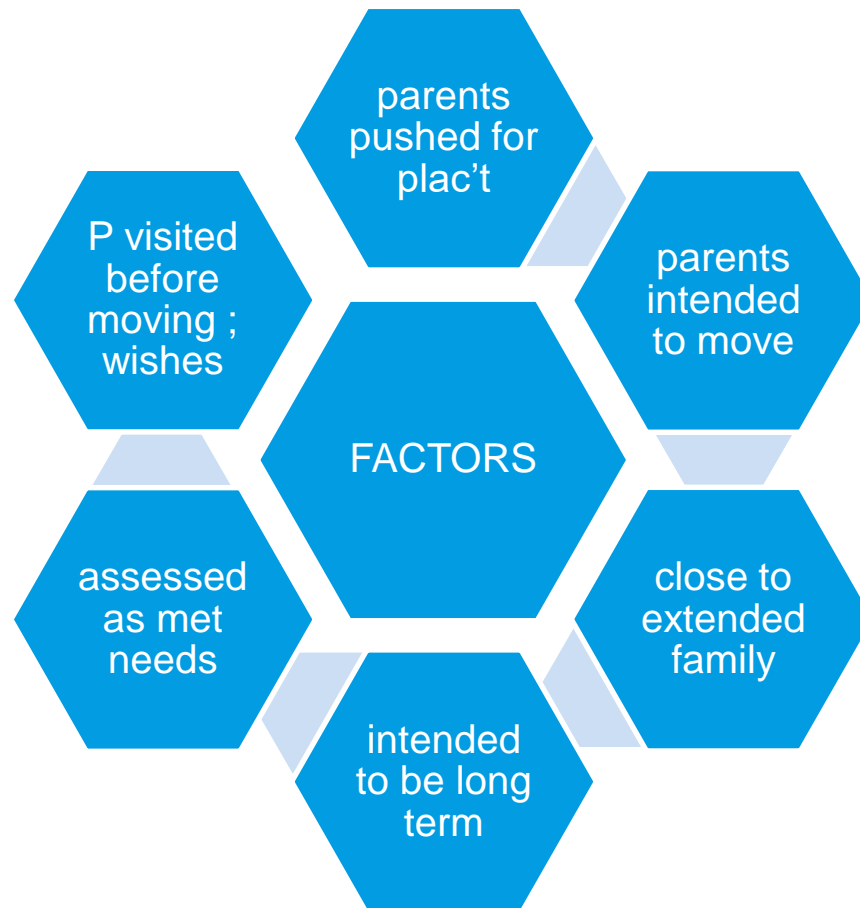 parents
pushed for
plac’t
parents
intended
to move
close to
extended
family
intended
to be long
term
assessed
as met
needs
P visited
before
moving ;
wishes
FACTORS